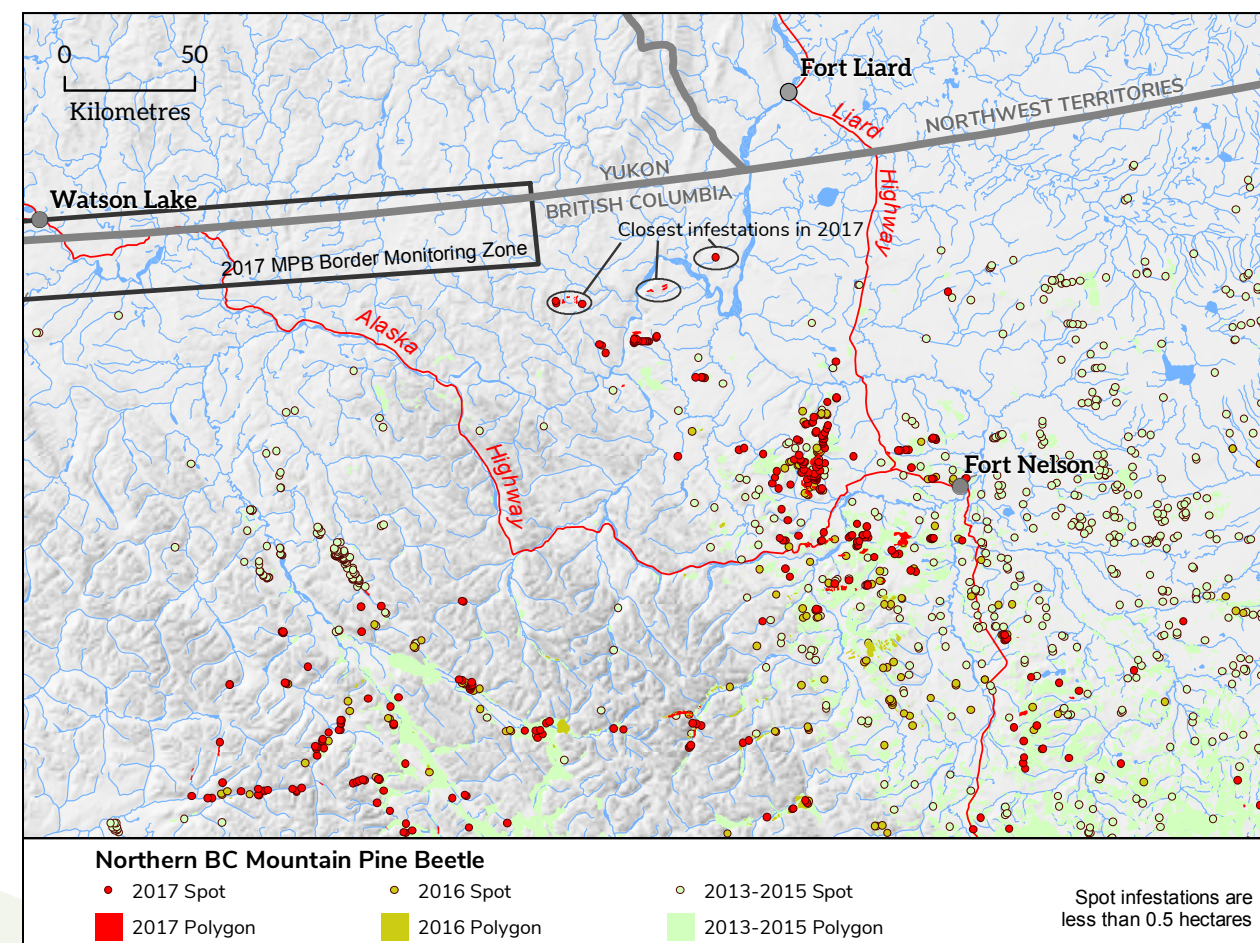 0 50
Kilometres
Fort Liard
Liard
Highway
NORTHWEST TERRITORIES
YUKON
BRITISH COLUMBIA
Watson Lake
2017 MPB Border Monitoring Zone
Closest infestations in 2017
Alaska
Highway
Fort Nelson
Northern BC Mountain Pine Beetle
2017 Spot
2016 Spot
2013-2015 Spot
2017 Polygon
2016 Polygon
2013-2015 Polygon
Spot infestations are
less than 0.5 hectares